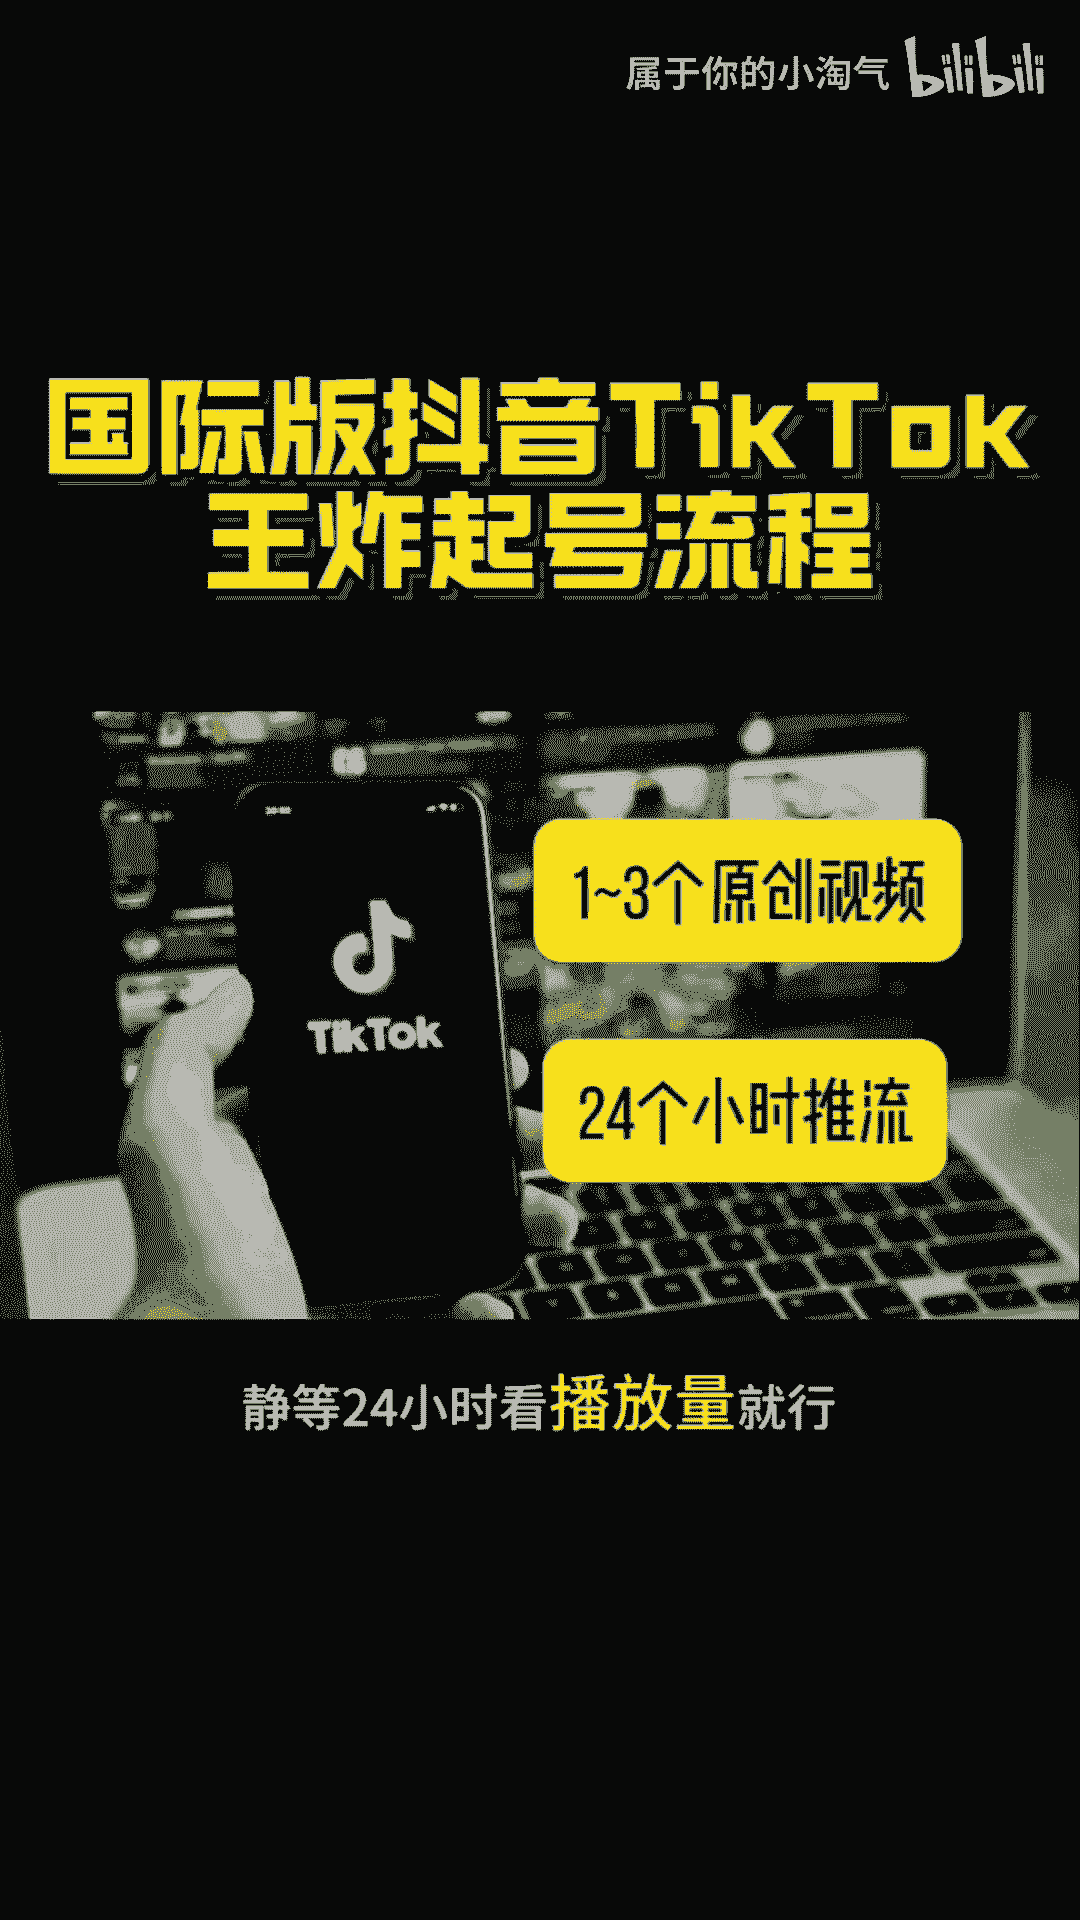 属于你的小淘气 bilibili
国际版抖音TikTok
王炸起号流程
1~3个原创视频
TikTok
24个小时推流
静等24小时看播放量就行